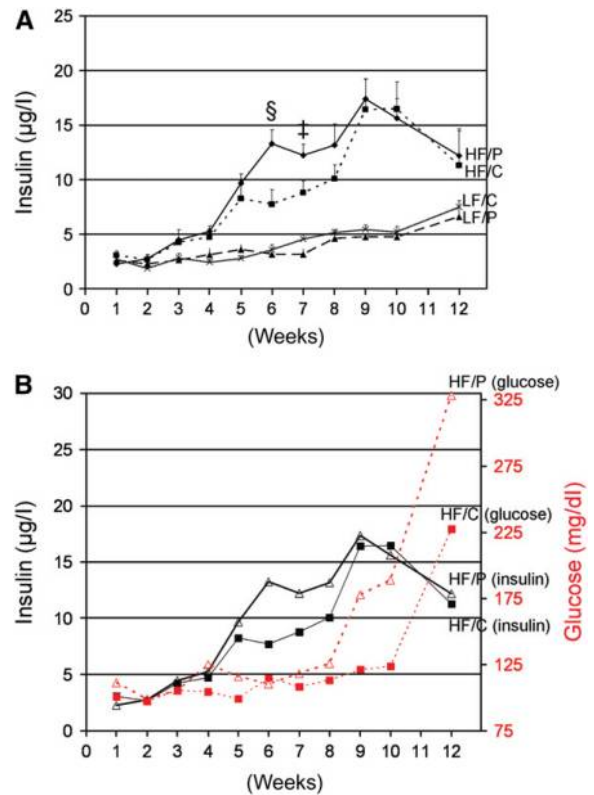 A
25
20
15
10
5
0
Insulin (µg/l)
§
‡
HF/P
HF/C
LF/C
LF/P
1 2 3 4 5 6 7 8 9 10 12
(Weeks)
B
30
25
20
15
10
5
0
Insulin (µg/l)
HF/P (glucose)
HF/C (glucose)
HF/P (insulin)
HF/C (insulin)
325
275
225
175
125
75
Glucose (mg/dl)
0 1 2 3 4 5 6 7 8 9 10 12
(Weeks)